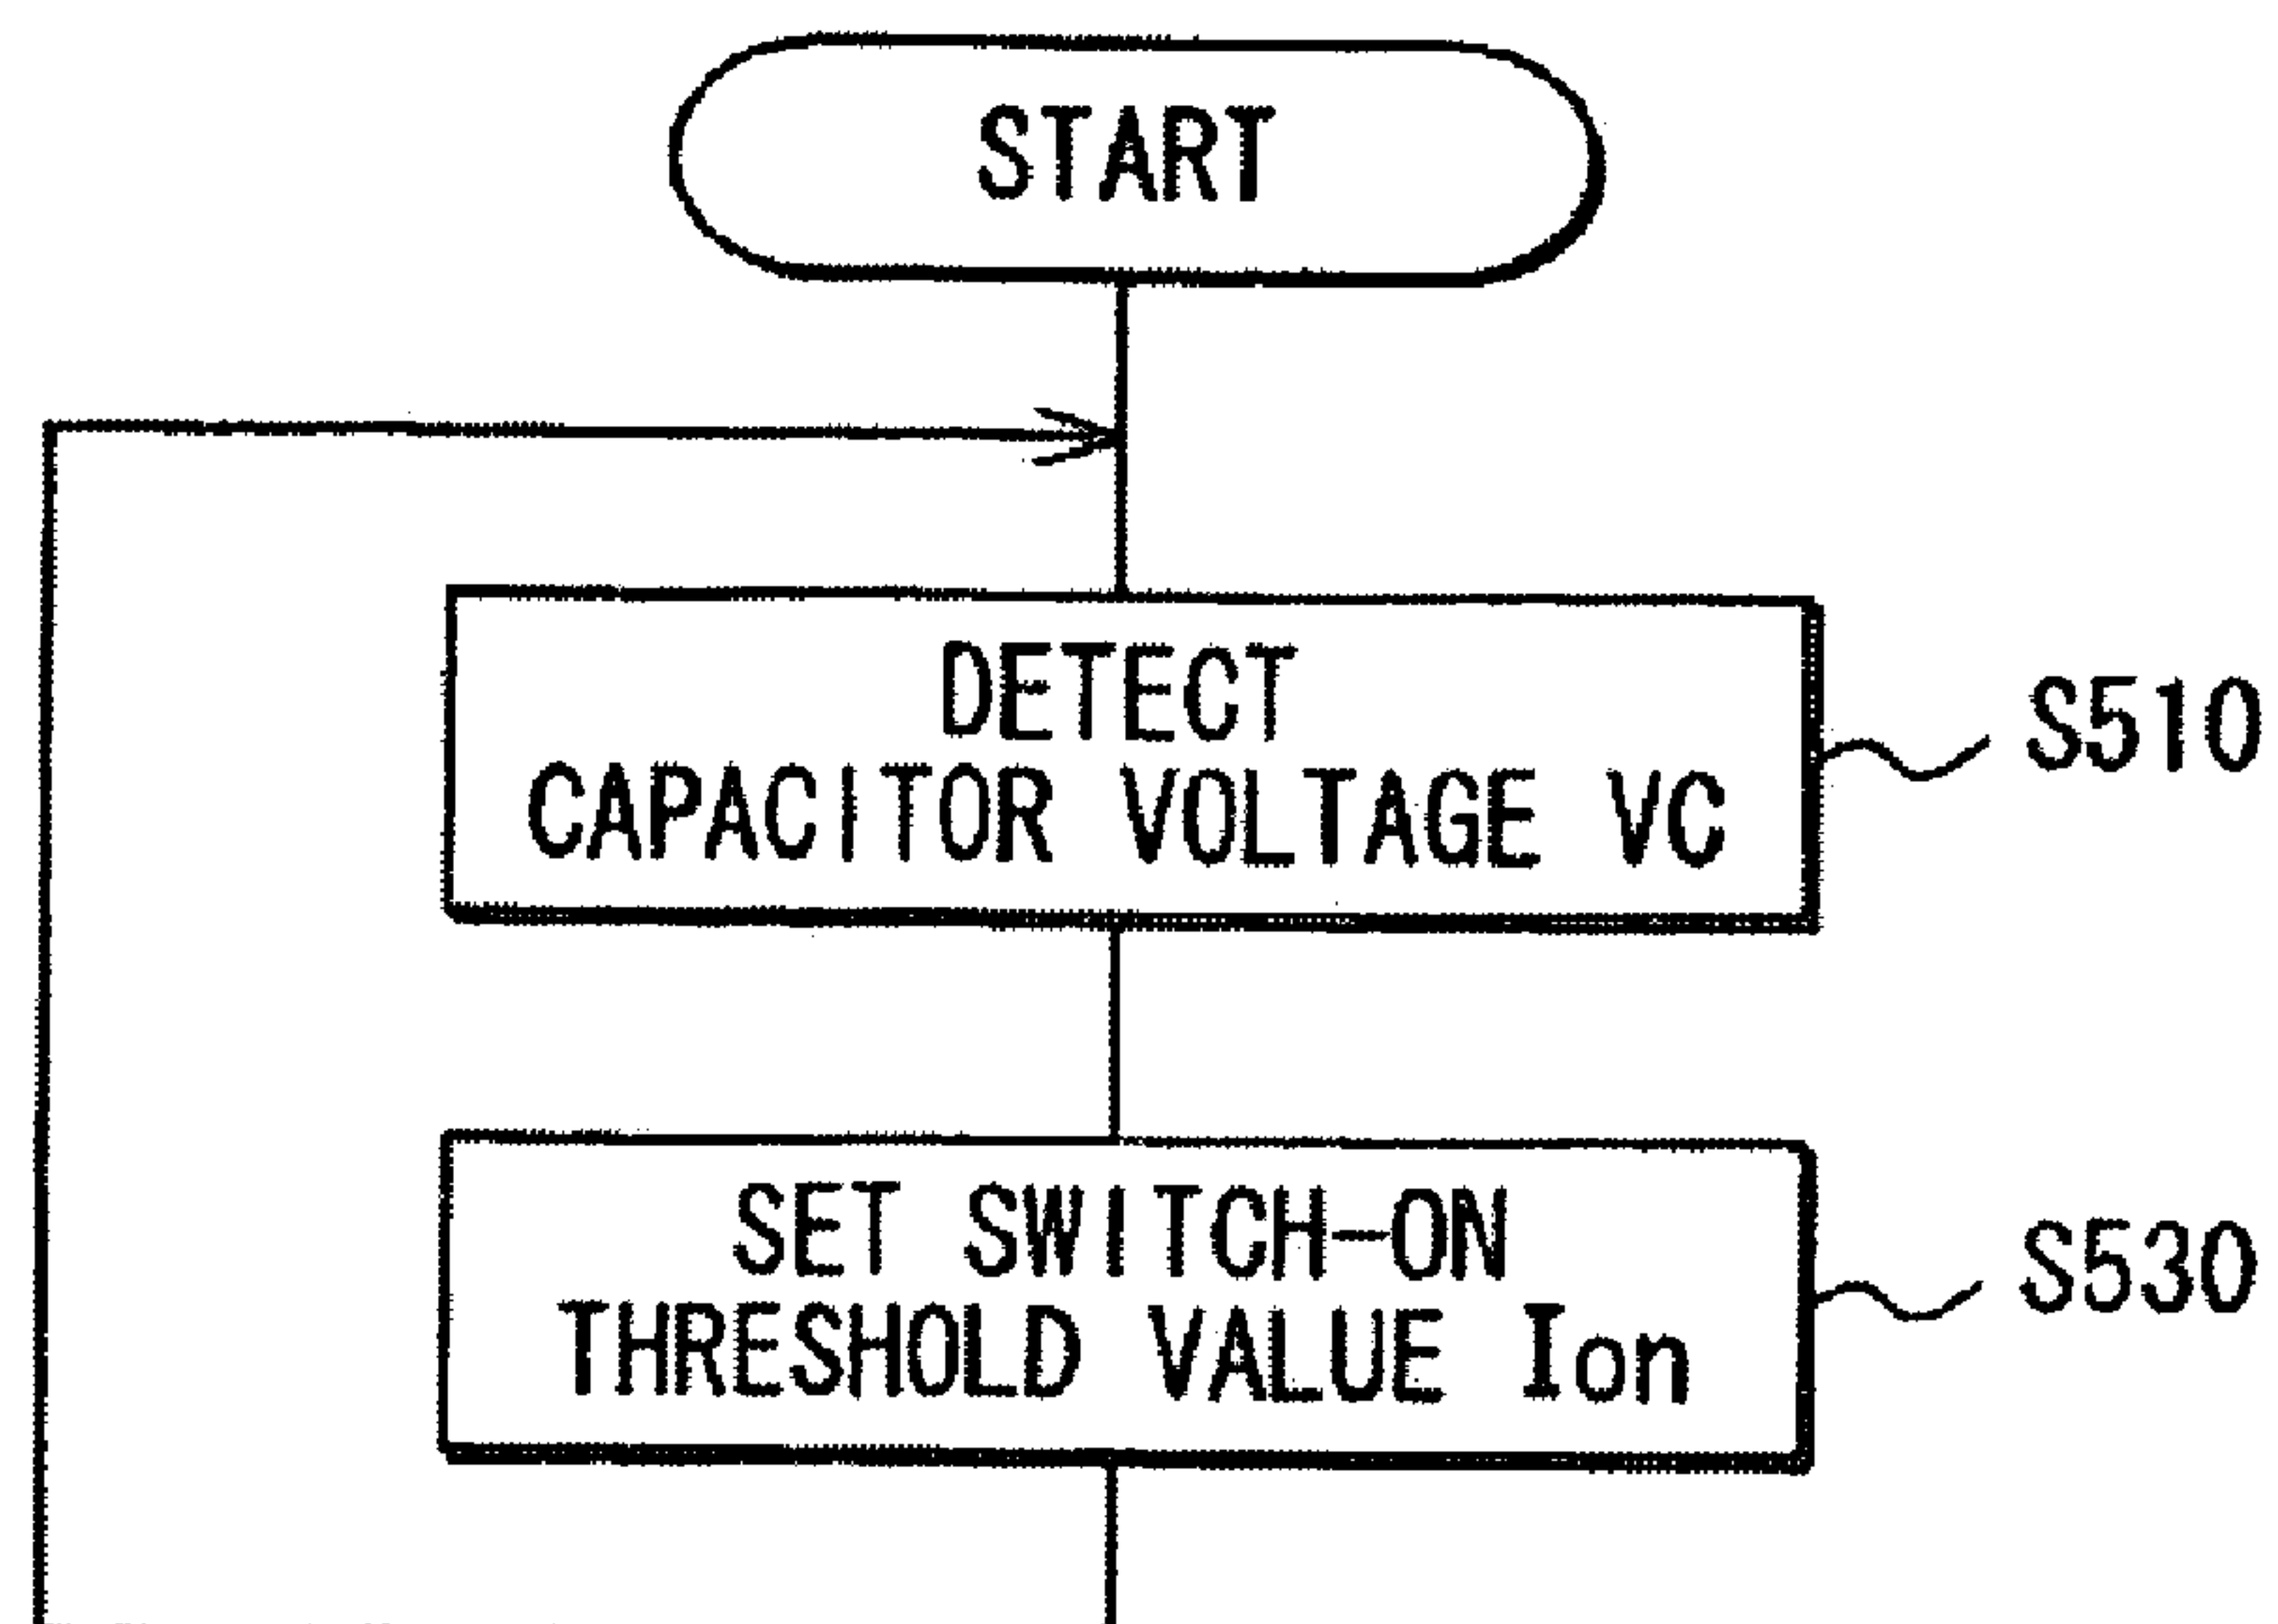 START
DETECT
CAPACITOR VOLTAGE VC
S510
SET SWITCH-ON
THRESHOLD VALUE Ion
S530